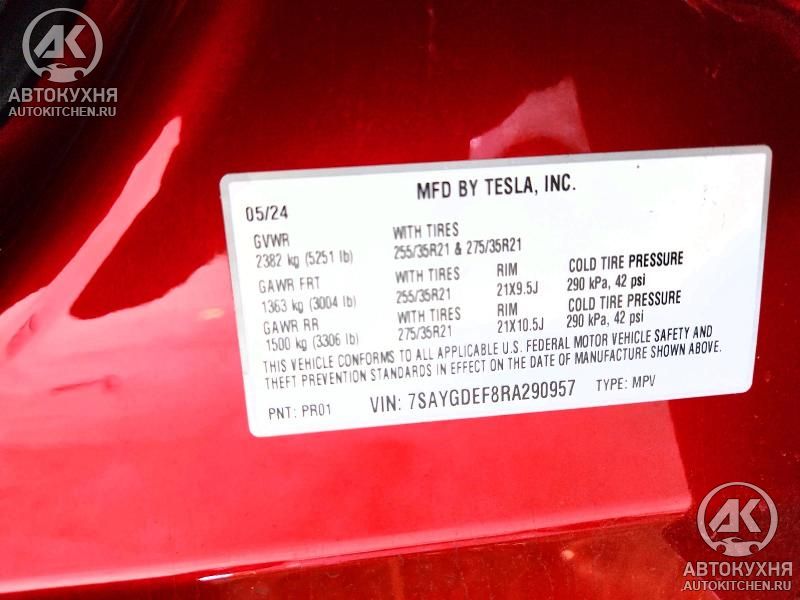 AK
АВТОКУХНЯ
AUTOKITCHEN.RU
MFD BY TESLA, INC.
05/24
GVWR WITH TIRES
2382 kg (5251 lb) 255/35R21 & 275/35R21
GAWR FRT WITH TIRES RIM COLD TIRE PRESSURE
1363 kg (3004 lb) 255/35R21 21X9.5J 290 kPa, 42 psi
GAWR RR WITH TIRES RIM COLD TIRE PRESSURE
1500 kg (3306 lb) 275/35R21 21X10.5J 290 kPa, 42 psi
THIS VEHICLE CONFORMS TO ALL APPLICABLE U.S. FEDERAL MOTOR VEHICLE SAFETY AND
THEFT PREVENTION STANDARDS IN EFFECT ON THE DATE OF MANUFACTURE SHOWN ABOVE.
PNT: PR01 VIN: 7SAYGDEF8RA290957 TYPE: MPV
AK
АВТОКУХНЯ
AUTOKITCHEN.RU